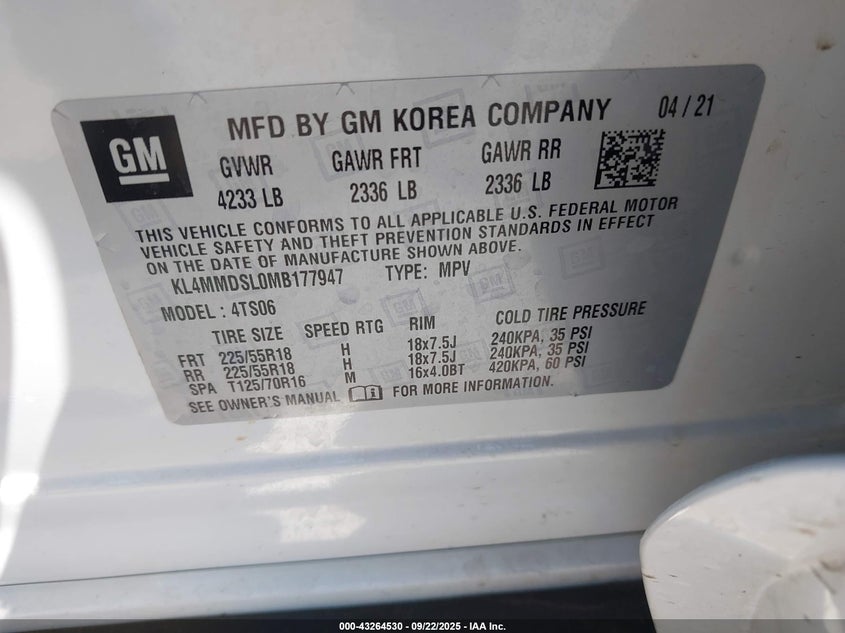 GM
MFD BY GM KOREA COMPANY 04/21
GVWR GAWR FRT GAWR RR
4233 LB 2336 LB 2336 LB
THIS VEHICLE CONFORMS TO ALL APPLICABLE U.S. FEDERAL MOTOR
VEHICLE SAFETY AND THEFT PREVENTION STANDARDS IN EFFECT
ON THE DATE OF MANUFACTURE SHOWN ABOVE.
KL4MMDSL0MB177947 TYPE: MPV
MODEL: 4TS06
TIRE SIZE SPEED RTG RIM COLD TIRE PRESSURE
FRT 225/55R18 H 18x7.5J 240KPA, 35 PSI
RR 225/55R18 H 18x7.5J 240KPA, 35 PSI
SPA T125/70R16 M 16x4.0BT 420KPA, 60 PSI
SEE OWNER'S MANUAL FOR MORE INFORMATION.
000-43264530 - 09/22/2025 - IAA Inc.